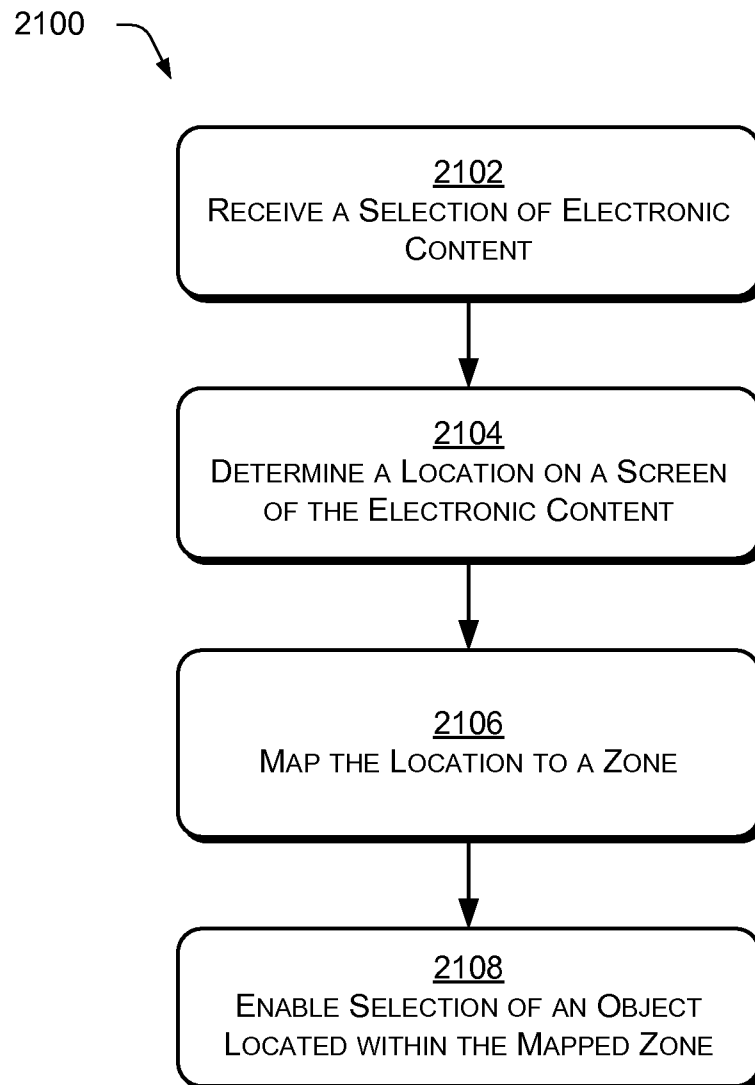 2100
2102
RECEIVE A SELECTION OF ELECTRONIC
CONTENT
2104
DETERMINE A LOCATION ON A SCREEN
OF THE ELECTRONIC CONTENT
2106
MAP THE LOCATION TO A ZONE
2108
ENABLE SELECTION OF AN OBJECT
LOCATED WITHIN THE MAPPED ZONE